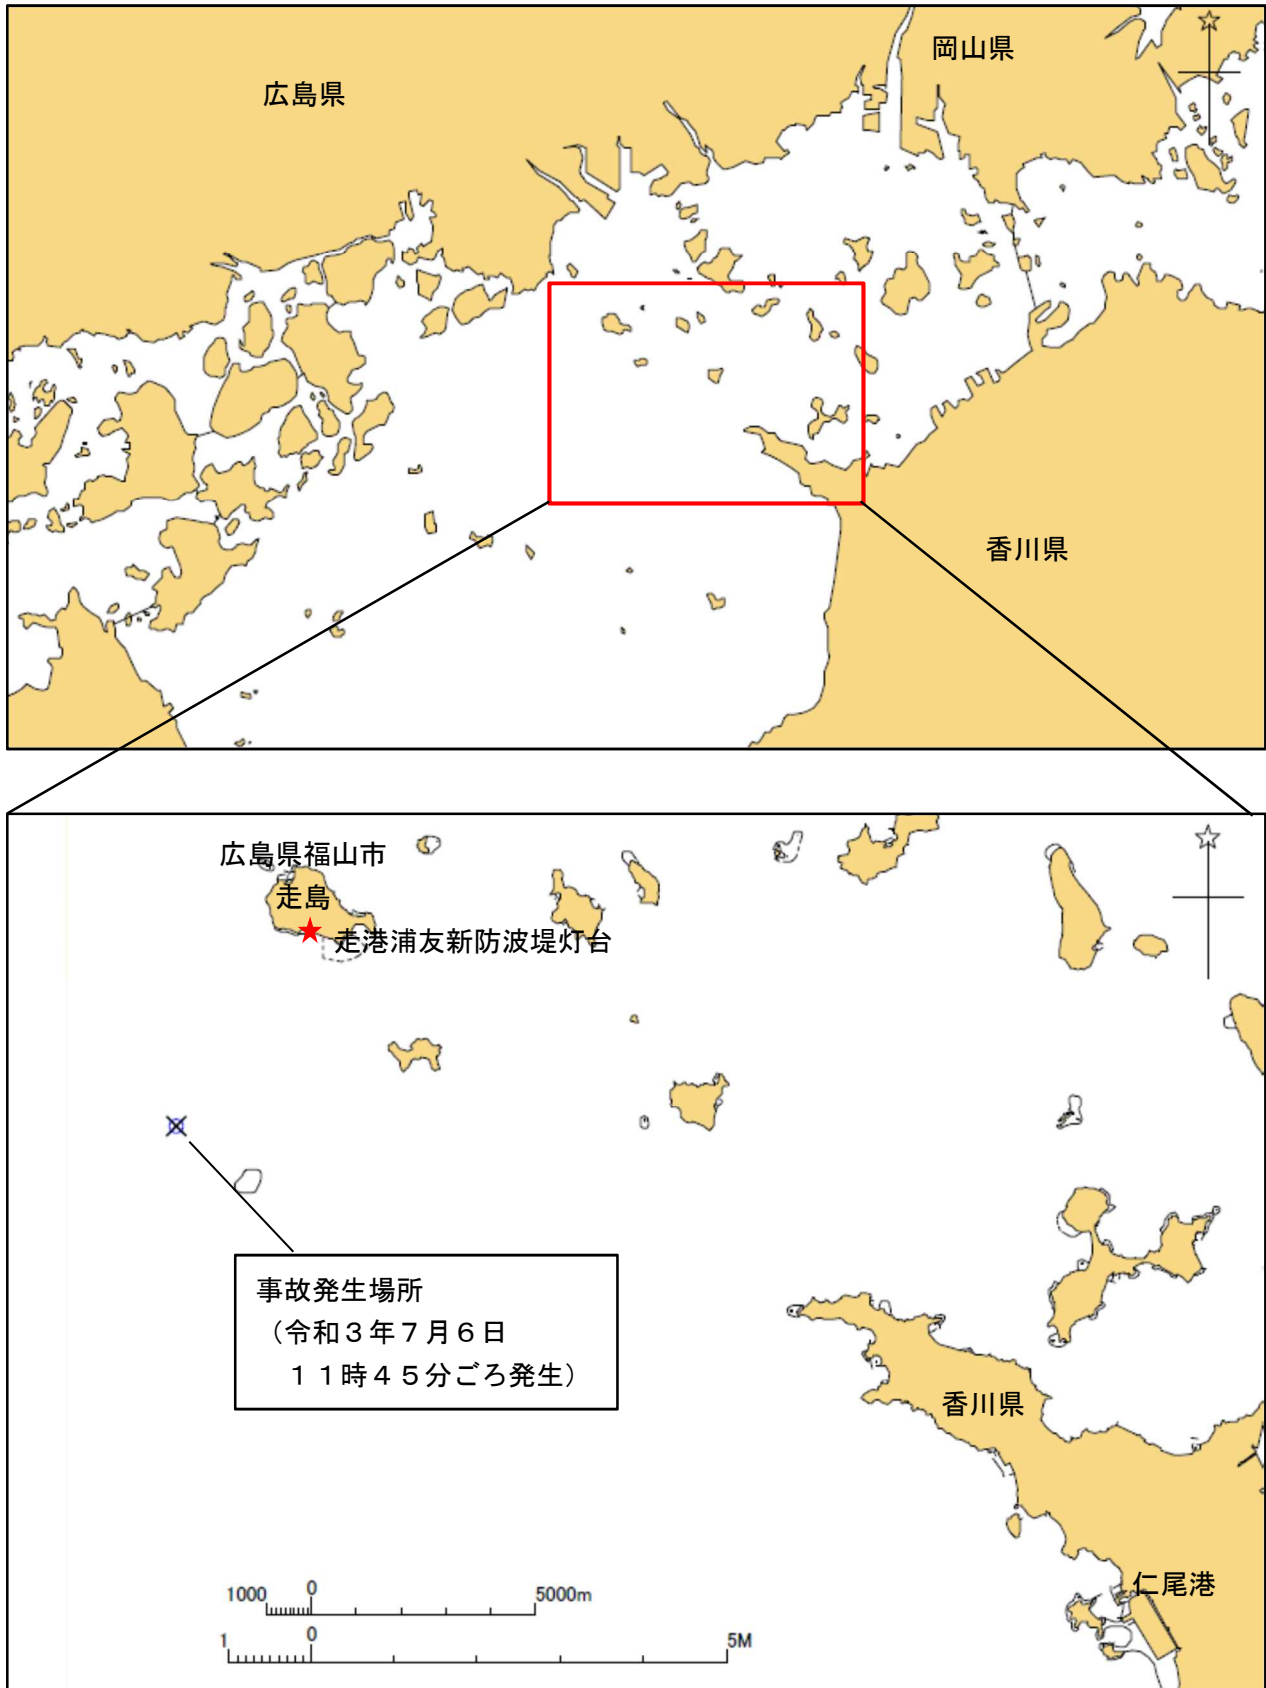 岡山県
広島県
香川県
広島県福山市
走島
走港浦友新防波堤灯台
事故発生場所
（令和３年７月６日
１１時４５分ごろ発生）
香川県
仁尾港
1000 0 5000m
1 0 5M